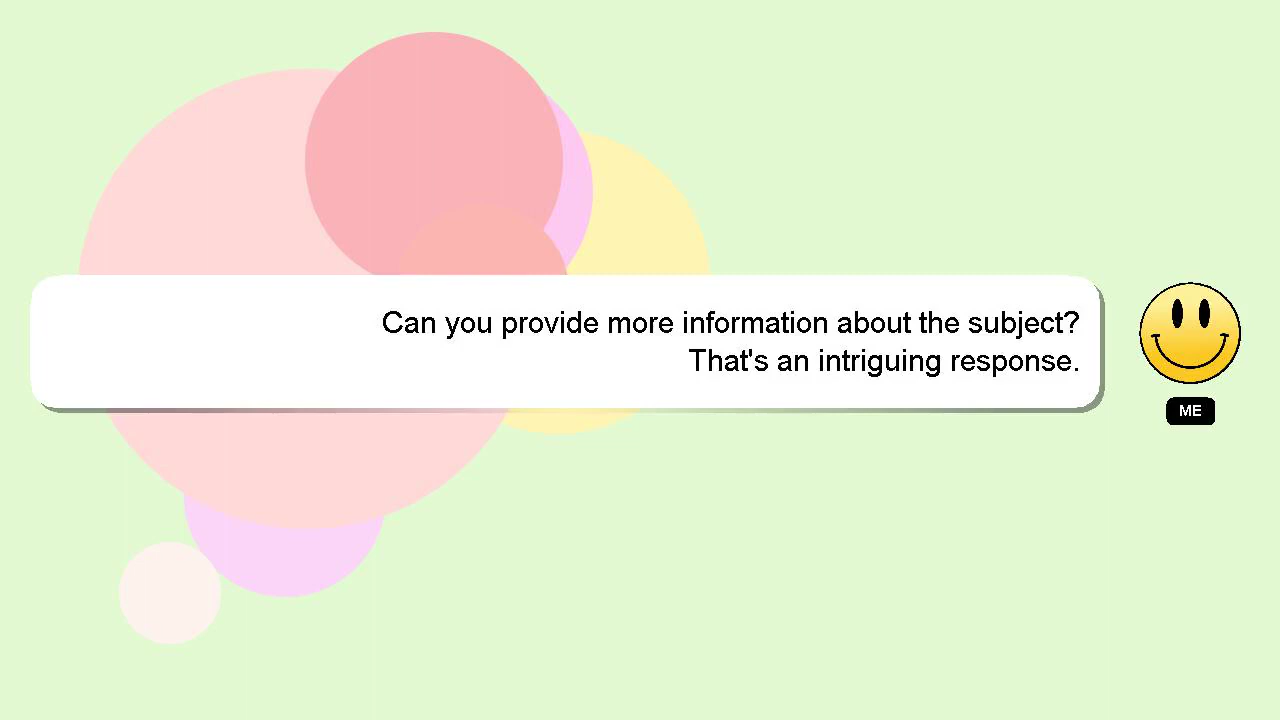 Can you provide more information about the subject?
That's an intriguing response.
ME